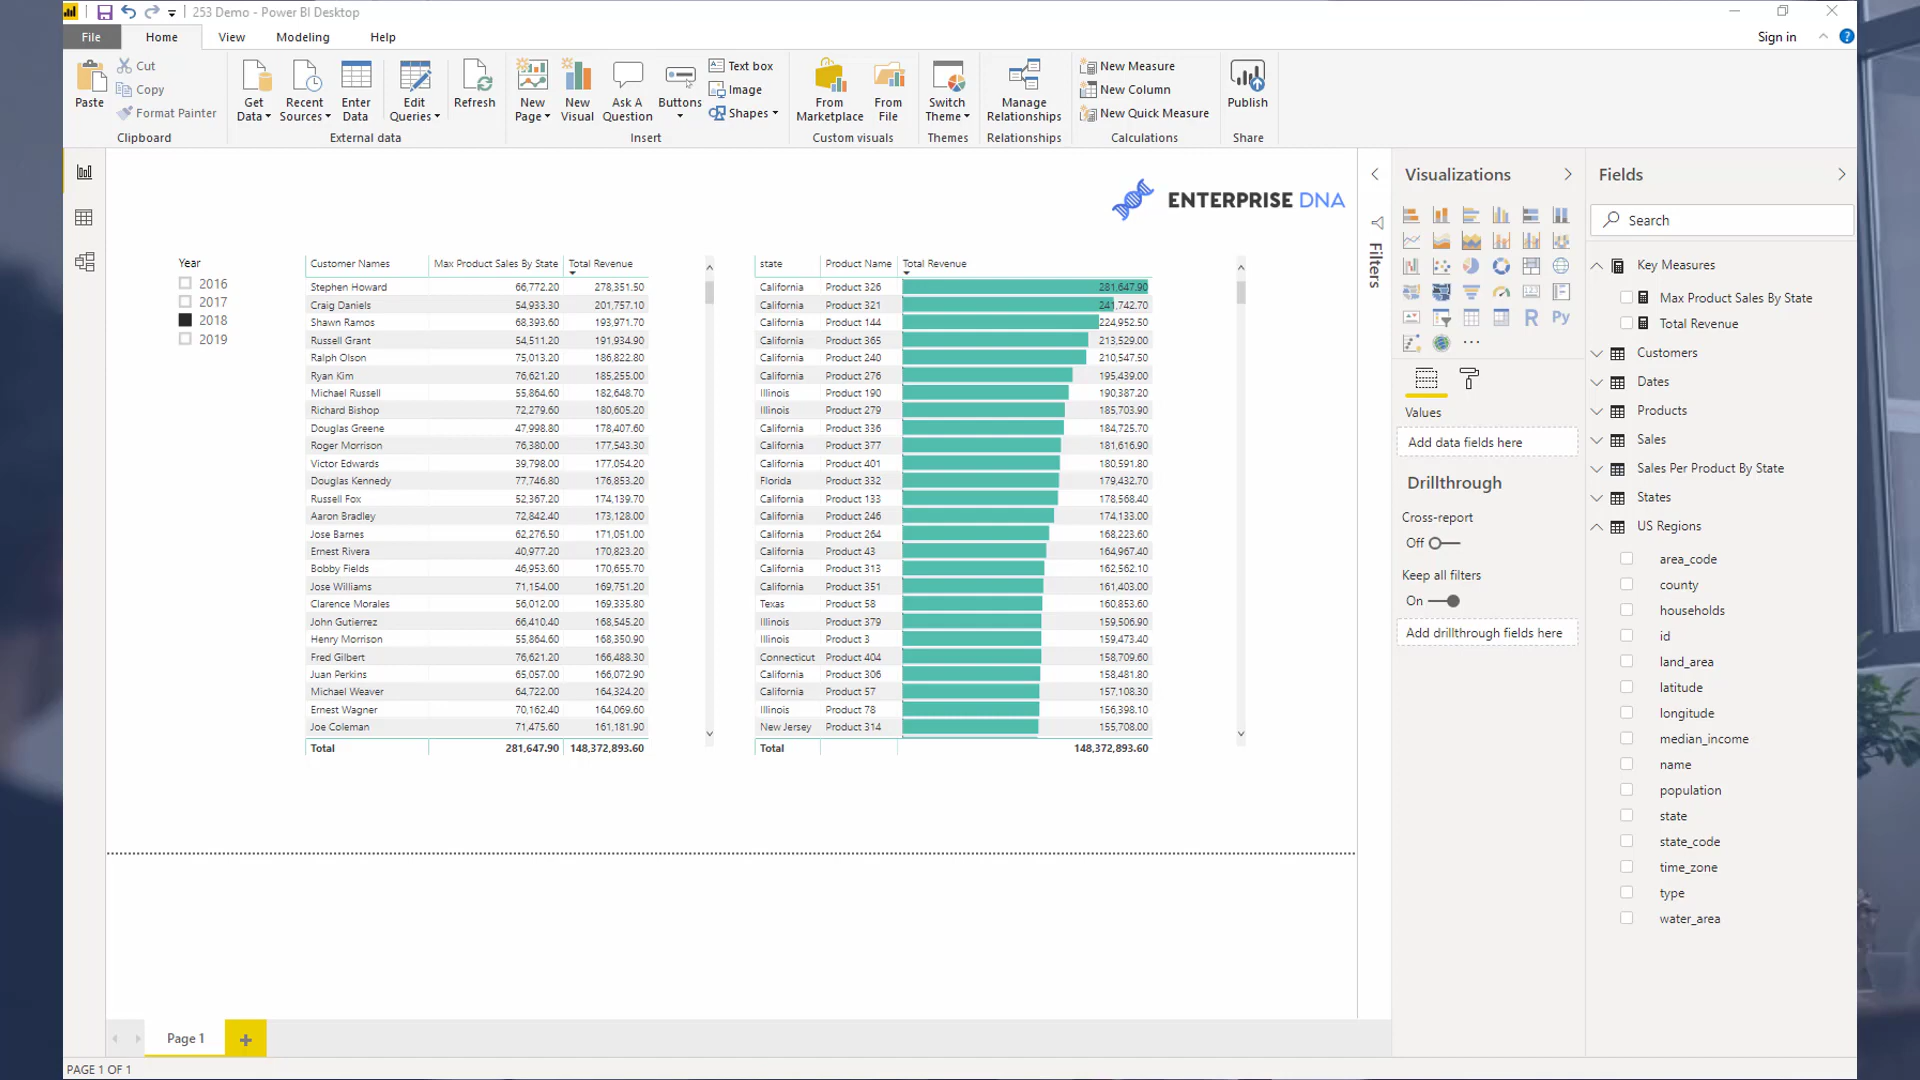 253 Demo - Power BI Desktop
File Home View Modeling Help Sign in
Paste Cut Copy Format Painter
Get Data Recent Sources Enter Data Edit Queries Refresh
New Page New Visual Ask A Question Buttons Text box Image Shapes
From Marketplace From File Switch Theme Manage Relationships
New Measure New Column New Quick Measure Publish
Clipboard External data Insert Custom visuals Themes Relationships Calculations Share
ENTERPRISE DNA
Year
2016
2017
2018
2019
Customer Names Max Product Sales By State Total Revenue
Stephen Howard 66,772.20 278,351.50
Craig Daniels 54,933.30 201,757.10
Shawn Ramos 68,393.60 193,971.70
Russell Grant 54,511.20 191,934.90
Ralph Olson 75,013.20 186,822.80
Ryan Kim 76,621.20 185,255.00
Michael Russell 55,864.60 182,648.70
Richard Bishop 72,279.60 180,605.20
Douglas Greene 47,998.80 178,407.60
Roger Morrison 76,380.00 177,543.30
Victor Edwards 39,798.00 177,054.20
Douglas Kennedy 77,746.80 176,853.20
Russell Fox 52,367.20 174,139.70
Aaron Bradley 72,842.40 173,128.00
Jose Barnes 62,276.50 171,051.00
Ernest Rivera 40,977.20 170,823.20
Bobby Fields 46,953.60 170,655.70
Jose Williams 71,154.00 169,751.20
Clarence Morales 56,012.00 169,335.80
John Gutierrez 66,410.40 168,545.20
Henry Morrison 55,864.60 168,350.90
Fred Gilbert 76,621.20 166,488.30
Juan Perkins 65,057.00 166,072.90
Michael Weaver 64,722.00 164,324.20
Ernest Wagner 70,162.40 164,069.60
Joe Coleman 71,475.60 161,181.90
Total 281,647.90 148,372,893.60
state Product Name Total Revenue
California Product 326 281,647.90
California Product 321 241,742.70
California Product 144 224,952.50
California Product 365 213,529.00
California Product 240 210,547.50
California Product 276 195,439.00
Illinois Product 190 190,387.20
Illinois Product 279 185,703.90
California Product 336 184,725.70
California Product 377 181,616.90
California Product 401 180,591.80
Florida Product 332 179,432.70
California Product 133 178,568.40
California Product 246 174,133.00
California Product 264 168,223.60
California Product 43 164,967.40
California Product 313 162,562.10
California Product 351 161,403.00
Texas Product 58 160,853.60
Illinois Product 379 159,506.90
Illinois Product 3 159,473.40
Connecticut Product 404 158,709.60
California Product 306 158,481.80
California Product 57 157,108.30
Illinois Product 78 156,398.10
New Jersey Product 314 155,708.00
Total 148,372,893.60
Filters
Visualizations
R Py
Values
Add data fields here
Drillthrough
Cross-report
Off
Keep all filters
On
Add drillthrough fields here
Fields
Search
Key Measures
Max Product Sales By State
Total Revenue
Customers
Dates
Products
Sales
Sales Per Product By State
States
US Regions
area_code
county
households
id
land_area
latitude
longitude
median_income
name
population
state
state_code
time_zone
type
water_area
Page 1
PAGE 1 OF 1